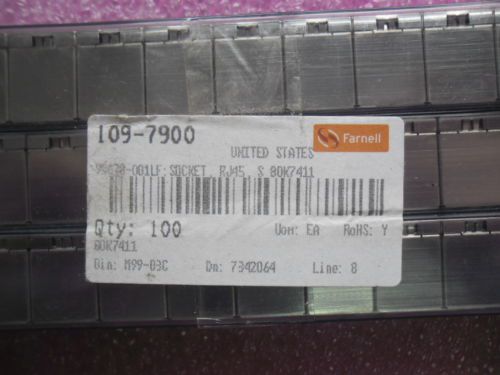 109-7900
Farnell
UNITED STATES
-001LF:SOCKET, RJ45, S 80K7411
Qty: 100
Uom: EA RoHS: Y
80K7411
Bin: M99-03C Dn: 7342064 Line: 8